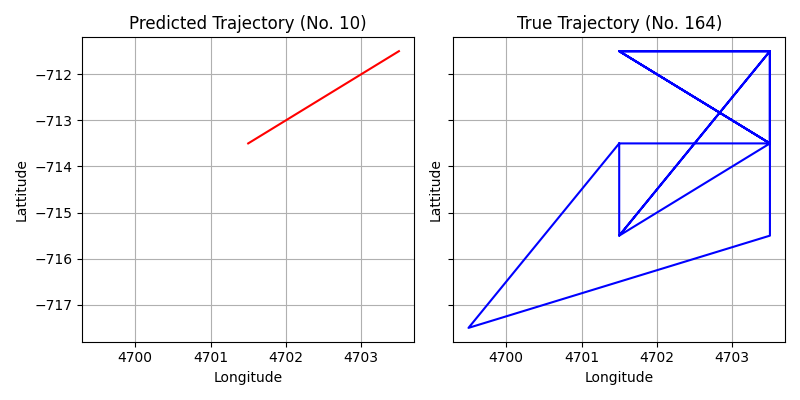 Predicted Trajectory (No. 10)
Lattitude
−712
−713
−714
−715
−716
−717
4700 4701 4702 4703
Longitude
True Trajectory (No. 164)
Lattitude
4700 4701 4702 4703
Longitude